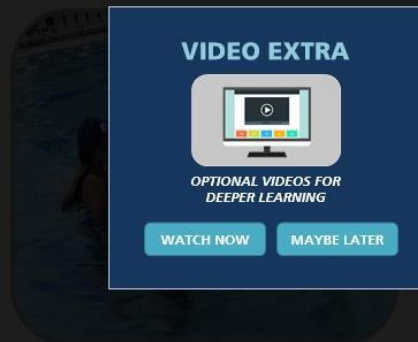 VIDEO EXTRA
OPTIONAL VIDEOS FOR
DEEPER LEARNING
WATCH NOW
MAYBE LATER